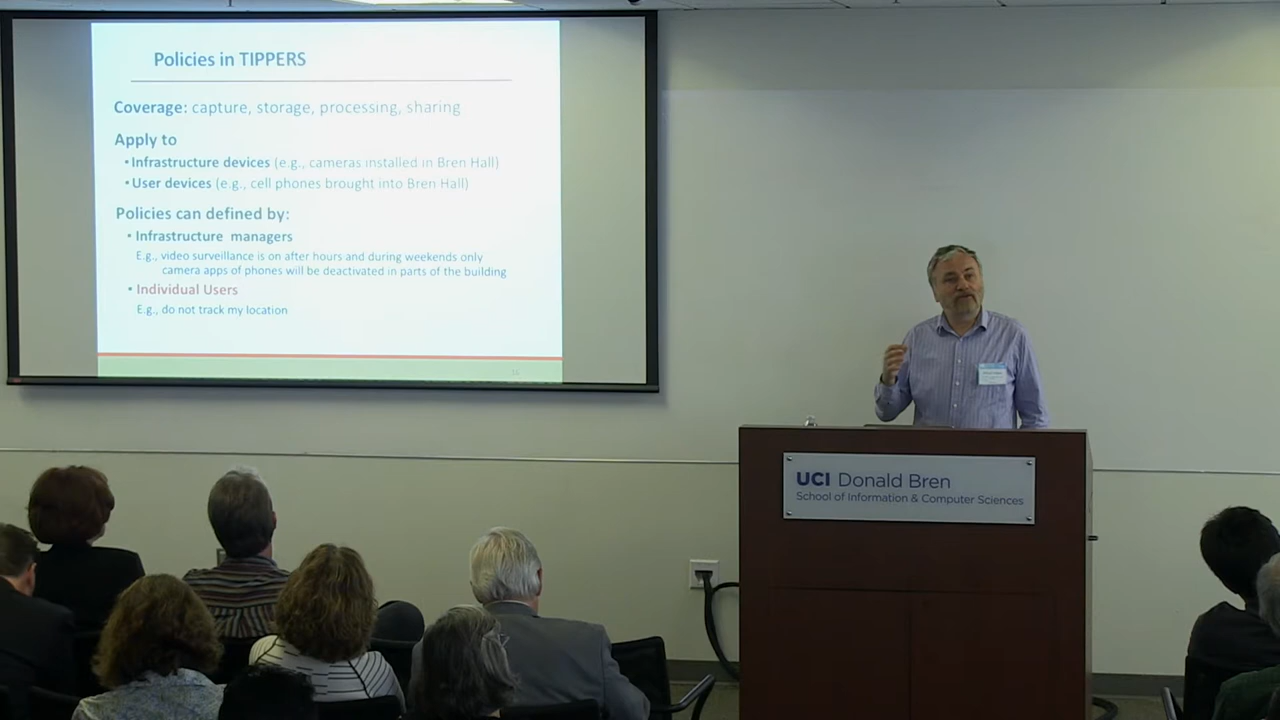 Policies in TIPPERS
Coverage: capture, storage, processing, sharing
Apply to
• Infrastructure devices (e.g., cameras installed in Bren Hall)
• User devices (e.g., cell phones brought into Bren Hall)
Policies can defined by:
• Infrastructure managers
E.g., video surveillance is on after hours and during weekends only
camera apps of phones will be deactivated in parts of the building
• Individual Users
E.g., do not track my location
UCI Donald Bren
School of Information & Computer Sciences